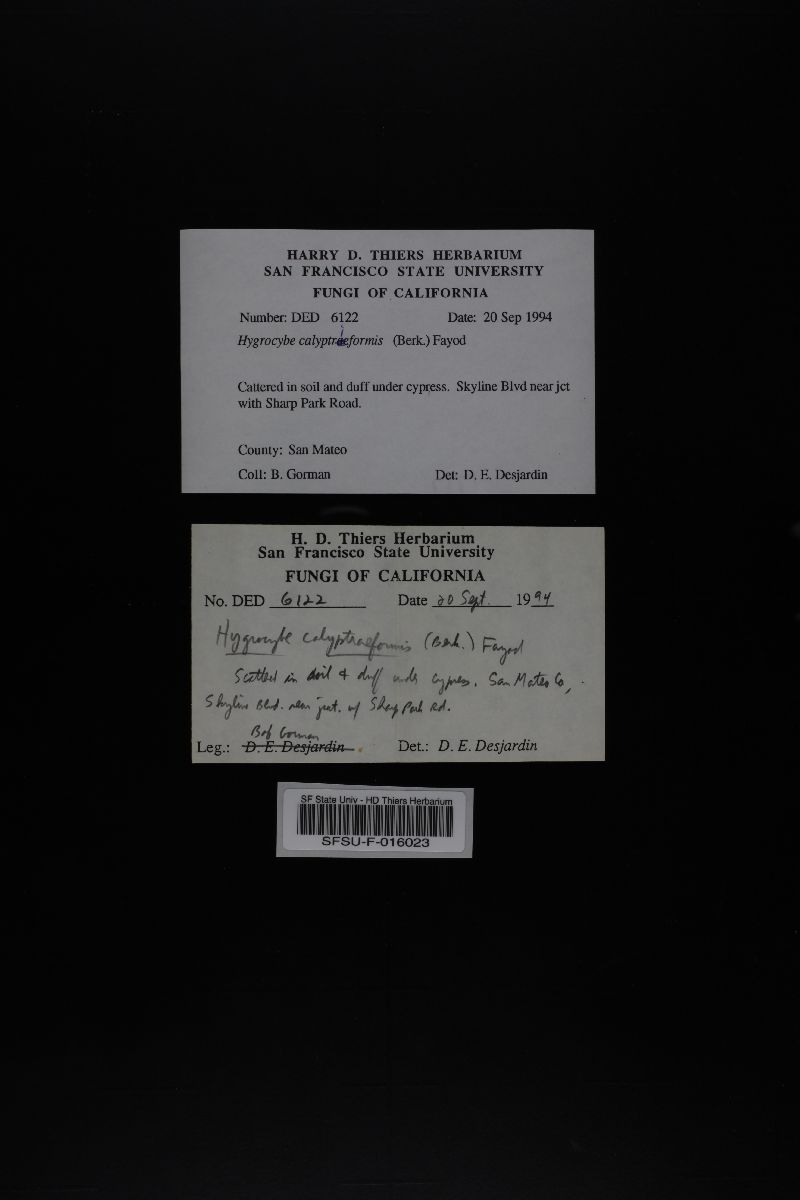 HARRY D. THIERS HERBARIUM
SAN FRANCISCO STATE UNIVERSITY
FUNGI OF CALIFORNIA
Number: DED 6122 Date: 20 Sep 1994
Hygrocybe calyptriformis (Berk.) Fayod
Cattered in soil and duff under cypress. Skyline Blvd near jct
with Sharp Park Road.
County: San Mateo
Coll: B. Gorman Det: D. E. Desjardin
H. D. Thiers Herbarium
San Francisco State University
FUNGI OF CALIFORNIA
No. DED 6122 Date 20 Sept. 1994
Hygrocybe calyptraeformis (Berk.) Fayod
Scattered in soil & duff under cypress. San Mateo Co,
Skyline Blvd. near junct. w/ Sharp Park Rd.
Bob Gorman
Leg.: D. E. Desjardin Det.: D. E. Desjardin
SF State Univ - HD Thiers Herbarium
SFSU-F-016023